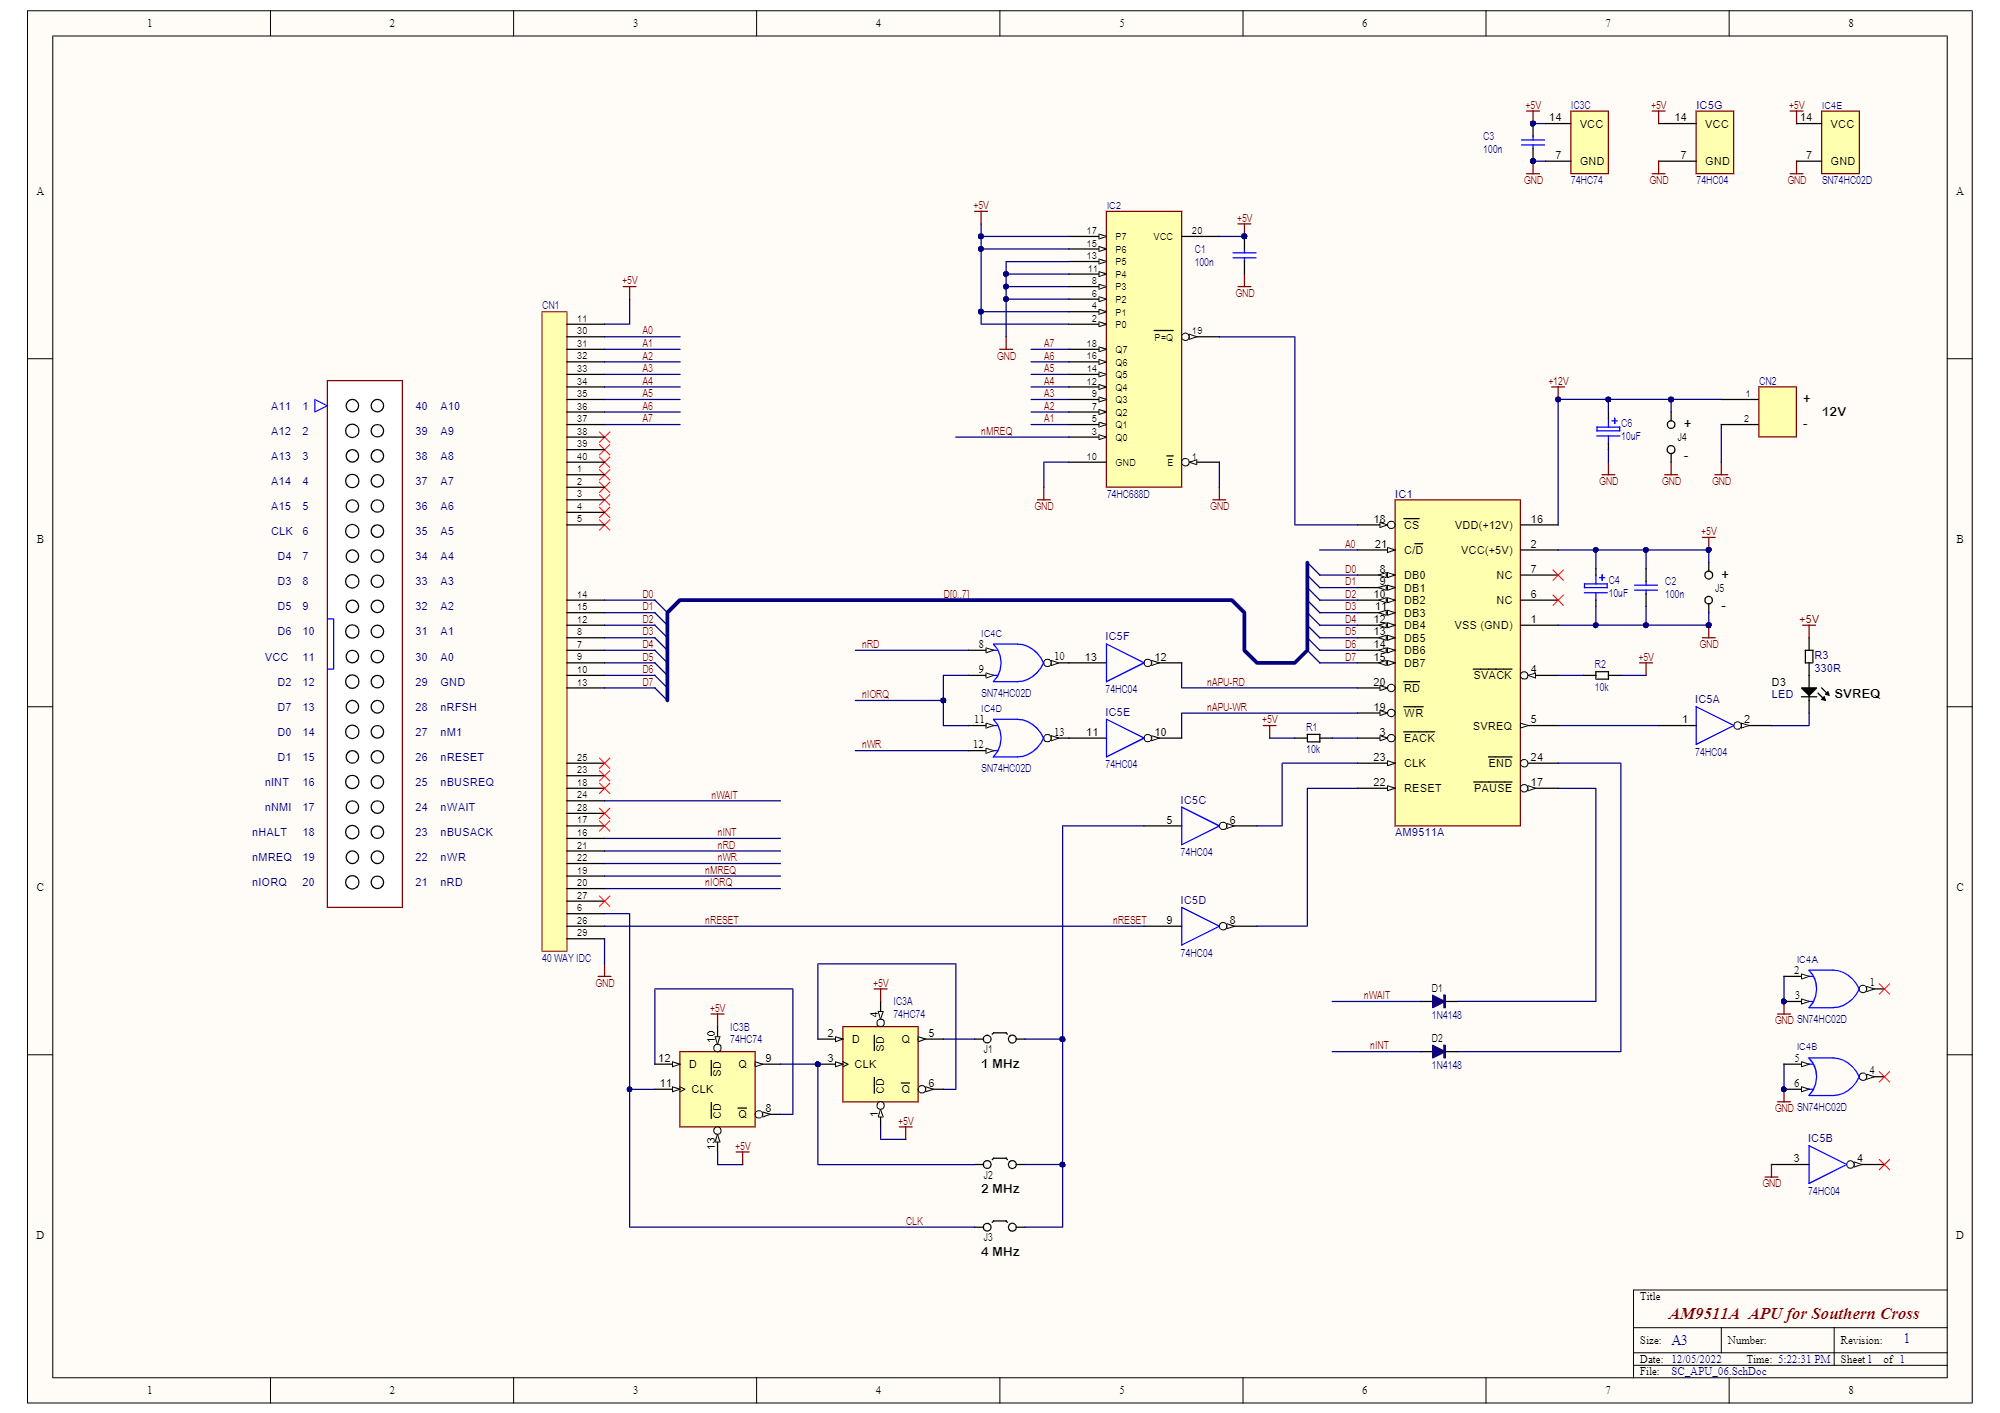 1 2 3 4 5 6 7 8
A A
B B
C C
D D
+5V IC3C
14 VCC
C3
100n
7 GND
GND 74HC74
+5V IC5G
14 VCC
7 GND
GND 74HC04
+5V IC4E
14 VCC
7 GND
GND SN74HC02D
+5V IC2
17 P7
15 P6
13 P5
11 P4
8 P3
6 P2
4 P1
2 P0
GND
A7 18 Q7
A6 16 Q6
A5 14 Q5
A4 12 Q4
A3 9 Q3
A2 7 Q2
A1 5 Q1
nMREQ 3 Q0
10 GND
GND
VCC 20 +5V
C1
100n
GND
P=Q 19
E 1
GND
74HC688D
A11 1 40 A10
A12 2 39 A9
A13 3 38 A8
A14 4 37 A7
A15 5 36 A6
CLK 6 35 A5
D4 7 34 A4
D3 8 33 A3
D5 9 32 A2
D6 10 31 A1
VCC 11 30 A0
D2 12 29 GND
D7 13 28 nRFSH
D0 14 27 nM1
D1 15 26 nRESET
nINT 16 25 nBUSREQ
nNMI 17 24 nWAIT
nHALT 18 23 nBUSACK
nMREQ 19 22 nWR
nIORQ 20 21 nRD
CN1 +5V
11
30 A0
31 A1
32 A2
33 A3
34 A4
35 A5
36 A6
37 A7
38
39
40
1
2
3
4
5
14 D0
15 D1
12 D2
8 D3
7 D4
9 D5
10 D6
13 D7
25
23
18
24 nWAIT
28
17
16 nINT
21 nRD
22 nWR
19 nMREQ
20 nIORQ
27
6
26 nRESET
29
GND
40 WAY IDC
D[0..7]
nRD 8 IC4C 10
nIORQ 9
SN74HC02D
IC4D
11 13
nWR 12
SN74HC02D
IC5F
13 12
74HC04
IC5E
11 10
74HC04
nAPU-RD
nAPU-WR
+5V R1
10k
IC5C
5 6
74HC04
IC5D
nRESET 9 8
74HC04
IC1
18 CS
A0 21 C/D
D0 8 DB0
D1 9 DB1
D2 10 DB2
D3 11 DB3
D4 12 DB4
D5 13 DB5
D6 14 DB6
D7 15 DB7
20 RD
19 WR
3 EACK
23 CLK
22 RESET
VDD(+12V) 16
VCC(+5V) 2
NC 7
NC 6
VSS (GND) 1
SVACK 4
SVREQ 5
END 24
PAUSE 17
AM9511A
+12V
C6
10uF
GND
+
J4
-
GND
CN2
1 +
12V
2 -
GND
+5V
C4
10uF
C2
100n
+
J5
-
GND
R2 +5V
10k
+5V
R3
330R
D3
LED SVREQ
IC5A
1 2
74HC04
nWAIT D1
1N4148
nINT D2
1N4148
+5V IC3B
74HC74
10
12 D SD Q 9
11 CLK
CD Q 8
13 +5V
+5V IC3A
74HC74
4
2 D SD Q 5
3 CLK
CD Q 6
1 +5V
J1
1 MHz
J2
2 MHz
CLK J3
4 MHz
IC4A
2 1
3
GND SN74HC02D
IC4B
5 4
6
GND SN74HC02D
IC5B
3 4
GND 74HC04
Title
AM9511A APU for Southern Cross
Size: A3 Number: Revision: 1
Date: 12/05/2022 Time: 5:22:31 PM Sheet 1 of 1
File: SC_APU_06.SchDoc
1 2 3 4 5 6 7 8